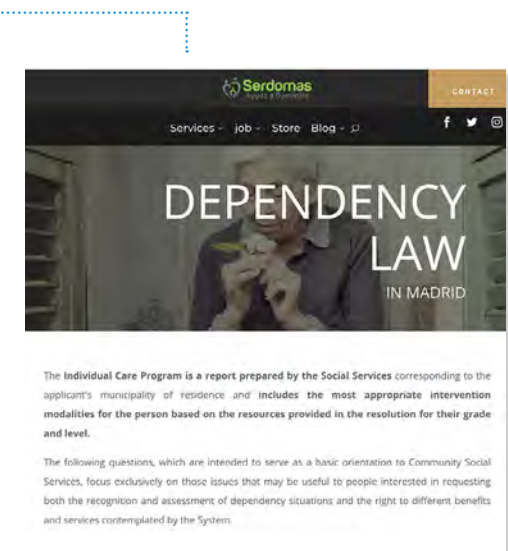 Serdomas
CONTACT
Services job Store Blog
DEPENDENCY
LAW
IN MADRID
The Individual Care Program is a report prepared by the Social Services corresponding to the
applicant's municipality of residence and includes the most appropriate intervention
modalities for the person based on the resources provided in the resolution for their grade
and level.
The following questions, which are intended to serve as a basic orientation to Community Social
Services, focus exclusively on those issues that may be useful to people interested in requesting
both the recognition and assessment of dependency situations and the right to different benefits
and services contemplated by the System.